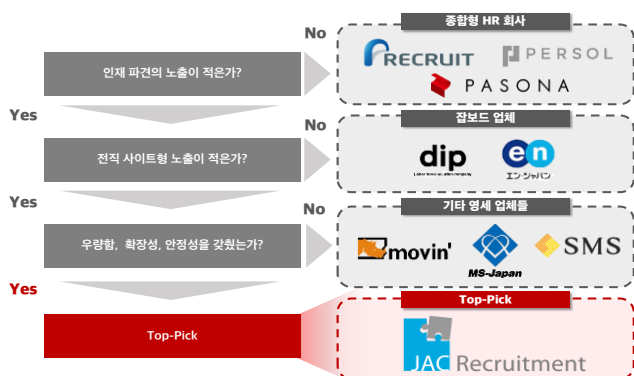 종합형 HR 회사
No
RECRUIT
PERSOL
인재 파견의 노출이 적은가?
PASONA
Yes
No
잡보드 업체
전직 사이트형 노출이 적은가?
dip
Labor force solution company
en
エン・ジャパン
Yes
No
기타 영세 업체들
우량함, 확장성, 안정성을 갖췄는가?
movin'
MS-Japan
SMS
Yes
Top-Pick
Top-Pick
JAC Recruitment